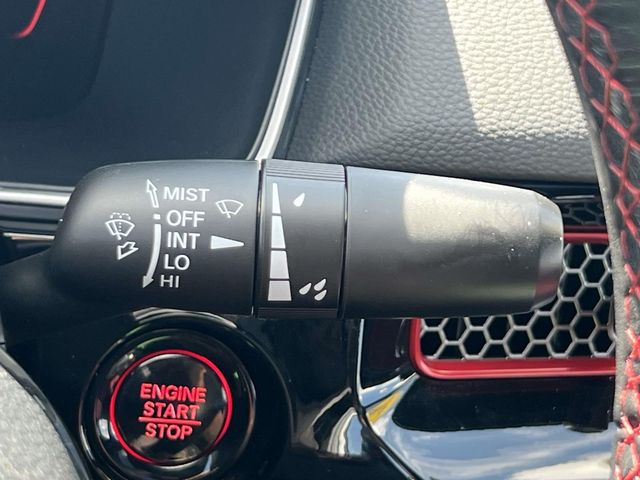 MIST
OFF
INT
LO
HI
ENGINE
START
STOP